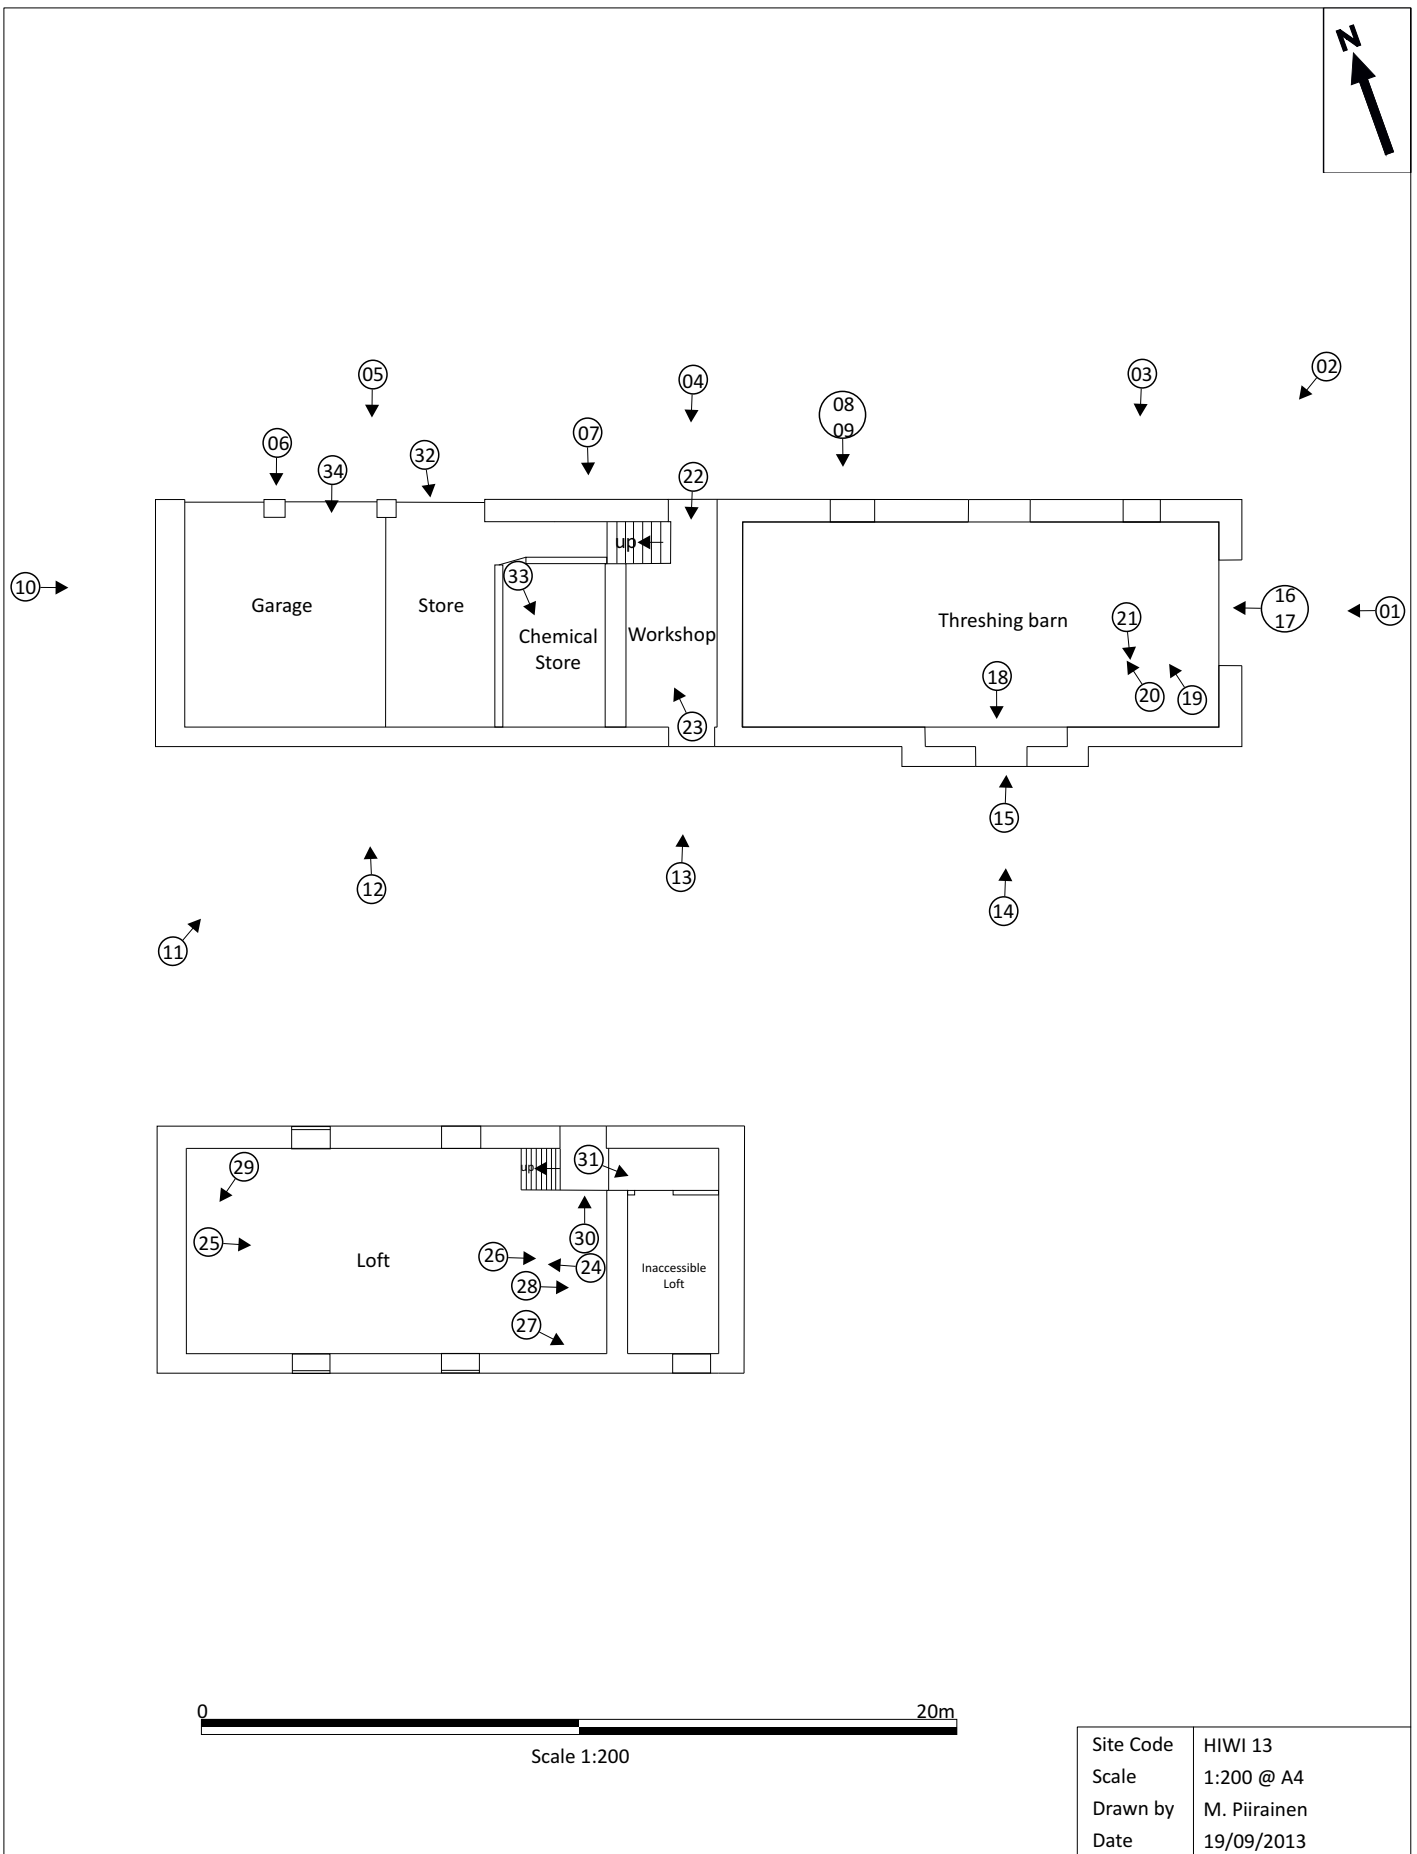 N
02
05
03
04
08
09
07
06
32
34
22
up
33
10
Garage
Store
Chemical
Store
Workshop
Threshing barn
21
16
17
01
18
20
19
23
15
13
12
14
11
31
up
29
30
25
26
24
Loft
Inaccessible
Loft
28
27
0
20m
Scale 1:200
Site Code HIWI 13
Scale 1:200 @ A4
Drawn by M. Piirainen
Date 19/09/2013